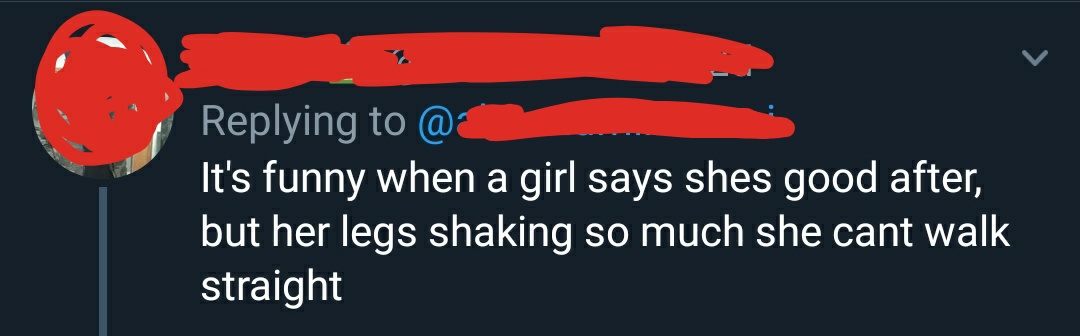 Replying to
It's funny when a girl says shes good after,
but her legs shaking so much she cant walk
straight